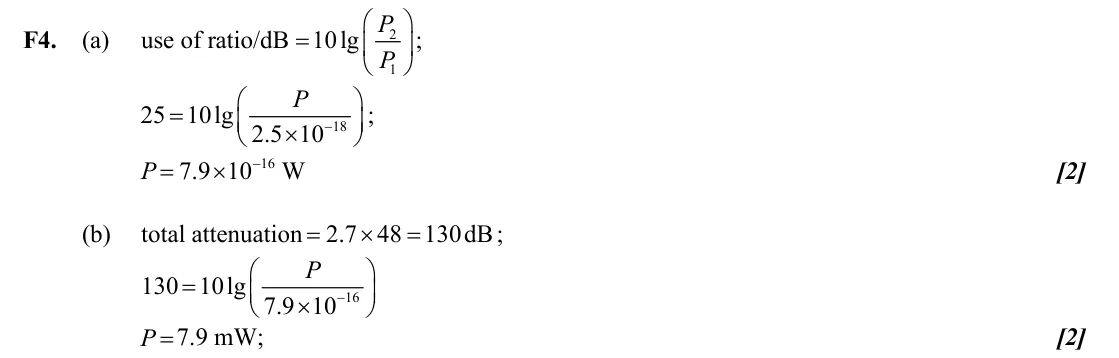 F4. (a) use of ratio/dB = 10 lg(P₂/P₁);
25 = 10 lg(P/2.5×10⁻¹⁸);
P = 7.9×10⁻¹⁶ W [2]
(b) total attenuation = 2.7 × 48 = 130 dB;
130 = 10 lg(P/7.9×10⁻¹⁶)
P = 7.9 mW; [2]